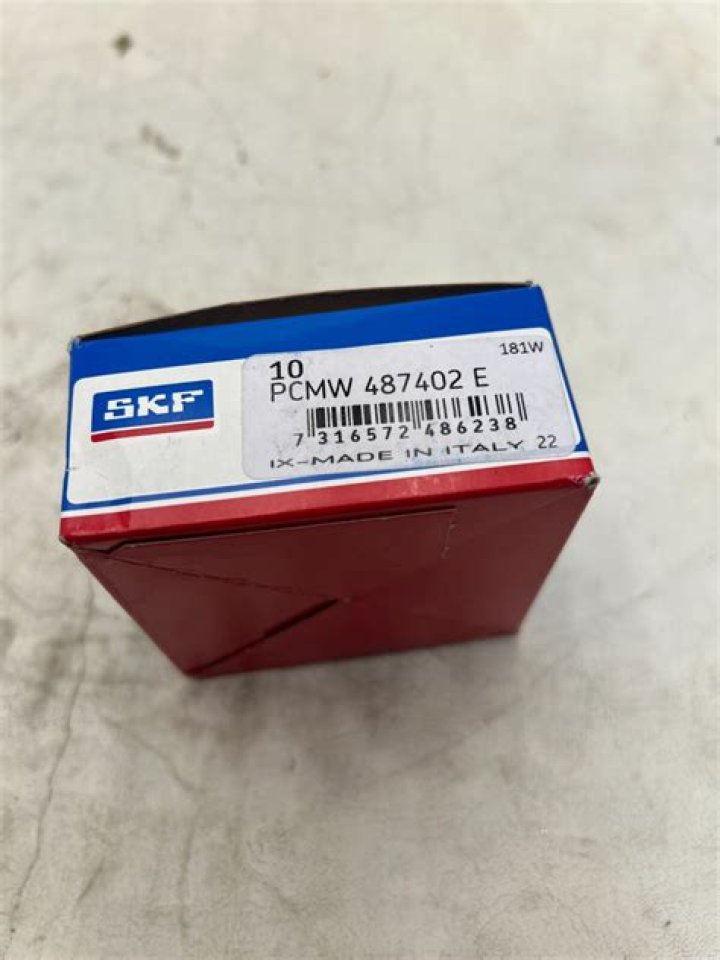 SKF
10
181W
PCMW 487402 E
7 316572 486238
IX-MADE IN ITALY 22